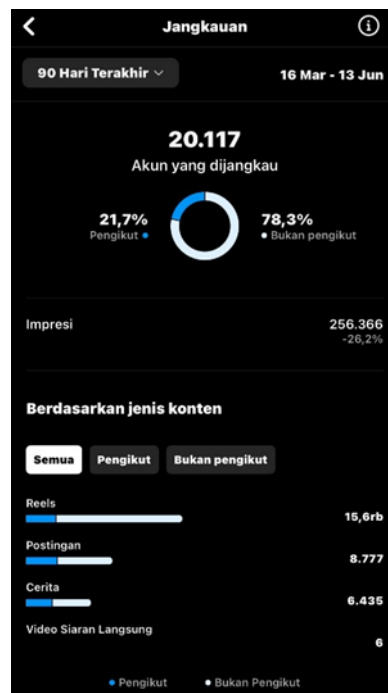 Jangkauan
90 Hari Terakhir
16 Mar - 13 Jun
20.117
Akun yang dijangkau
21,7%
Pengikut
78,3%
Bukan pengikut
Impresi
256.366
-26,2%
Berdasarkan jenis konten
Semua Pengikut Bukan pengikut
Reels
15,6rb
Postingan
8.777
Cerita
6.435
Video Siaran Langsung
6
Pengikut Bukan Pengikut